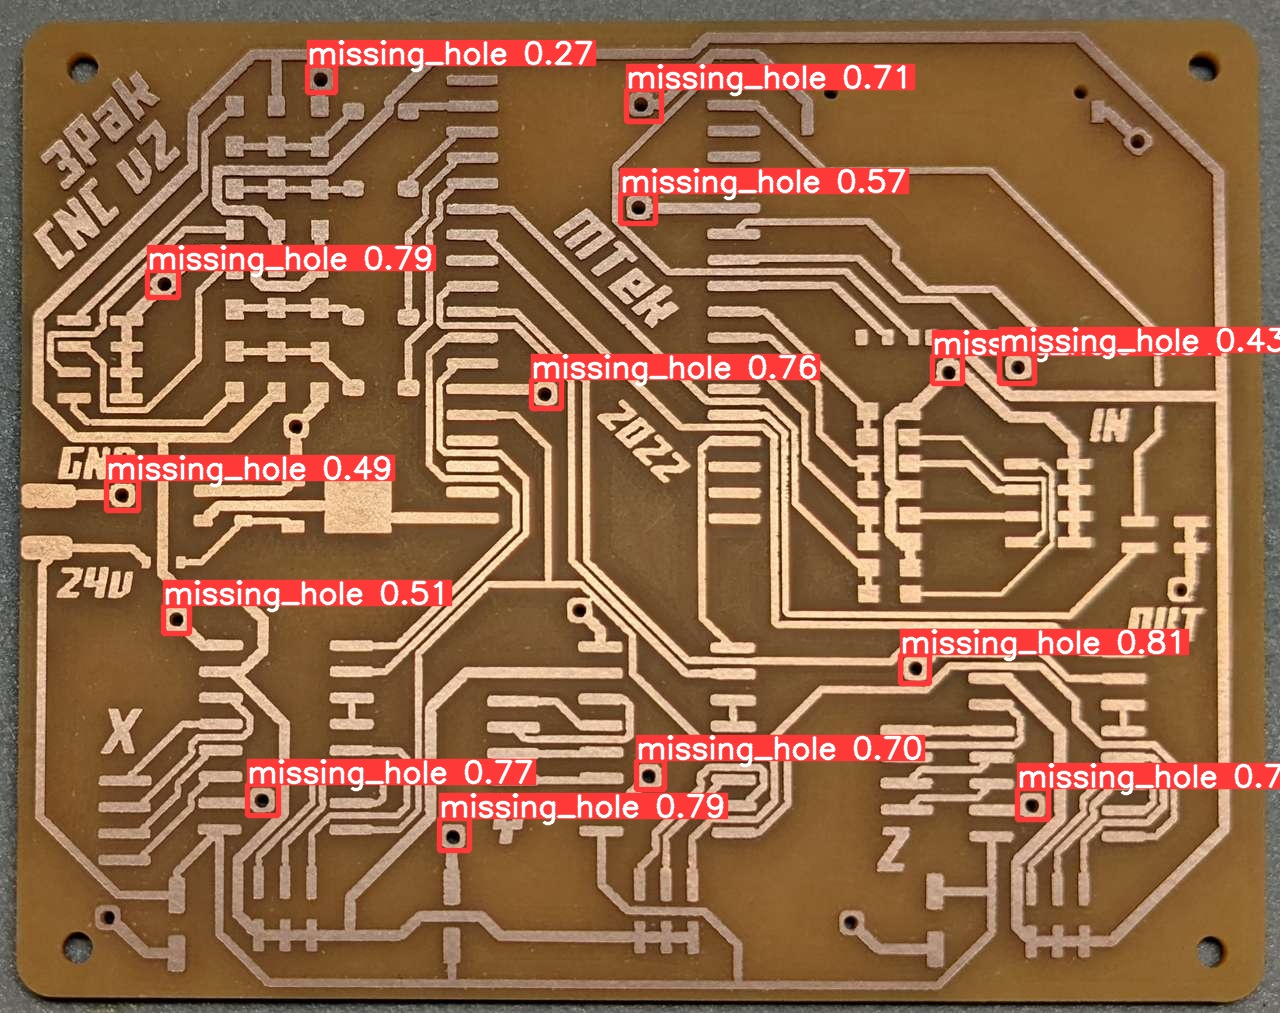 missing_hole 0.27
missing_hole 0.71
3Pak
CNC V2
missing_hole 0.57
MTek
missing_hole 0.79
miss
missing_hole 0.43
missing_hole 0.76
2022
IN
GND
missing_hole 0.49
24V
missing_hole 0.51
OUT
missing_hole 0.81
X
missing_hole 0.70
missing_hole 0.77
missing_hole 0.7
missing_hole 0.79
Z